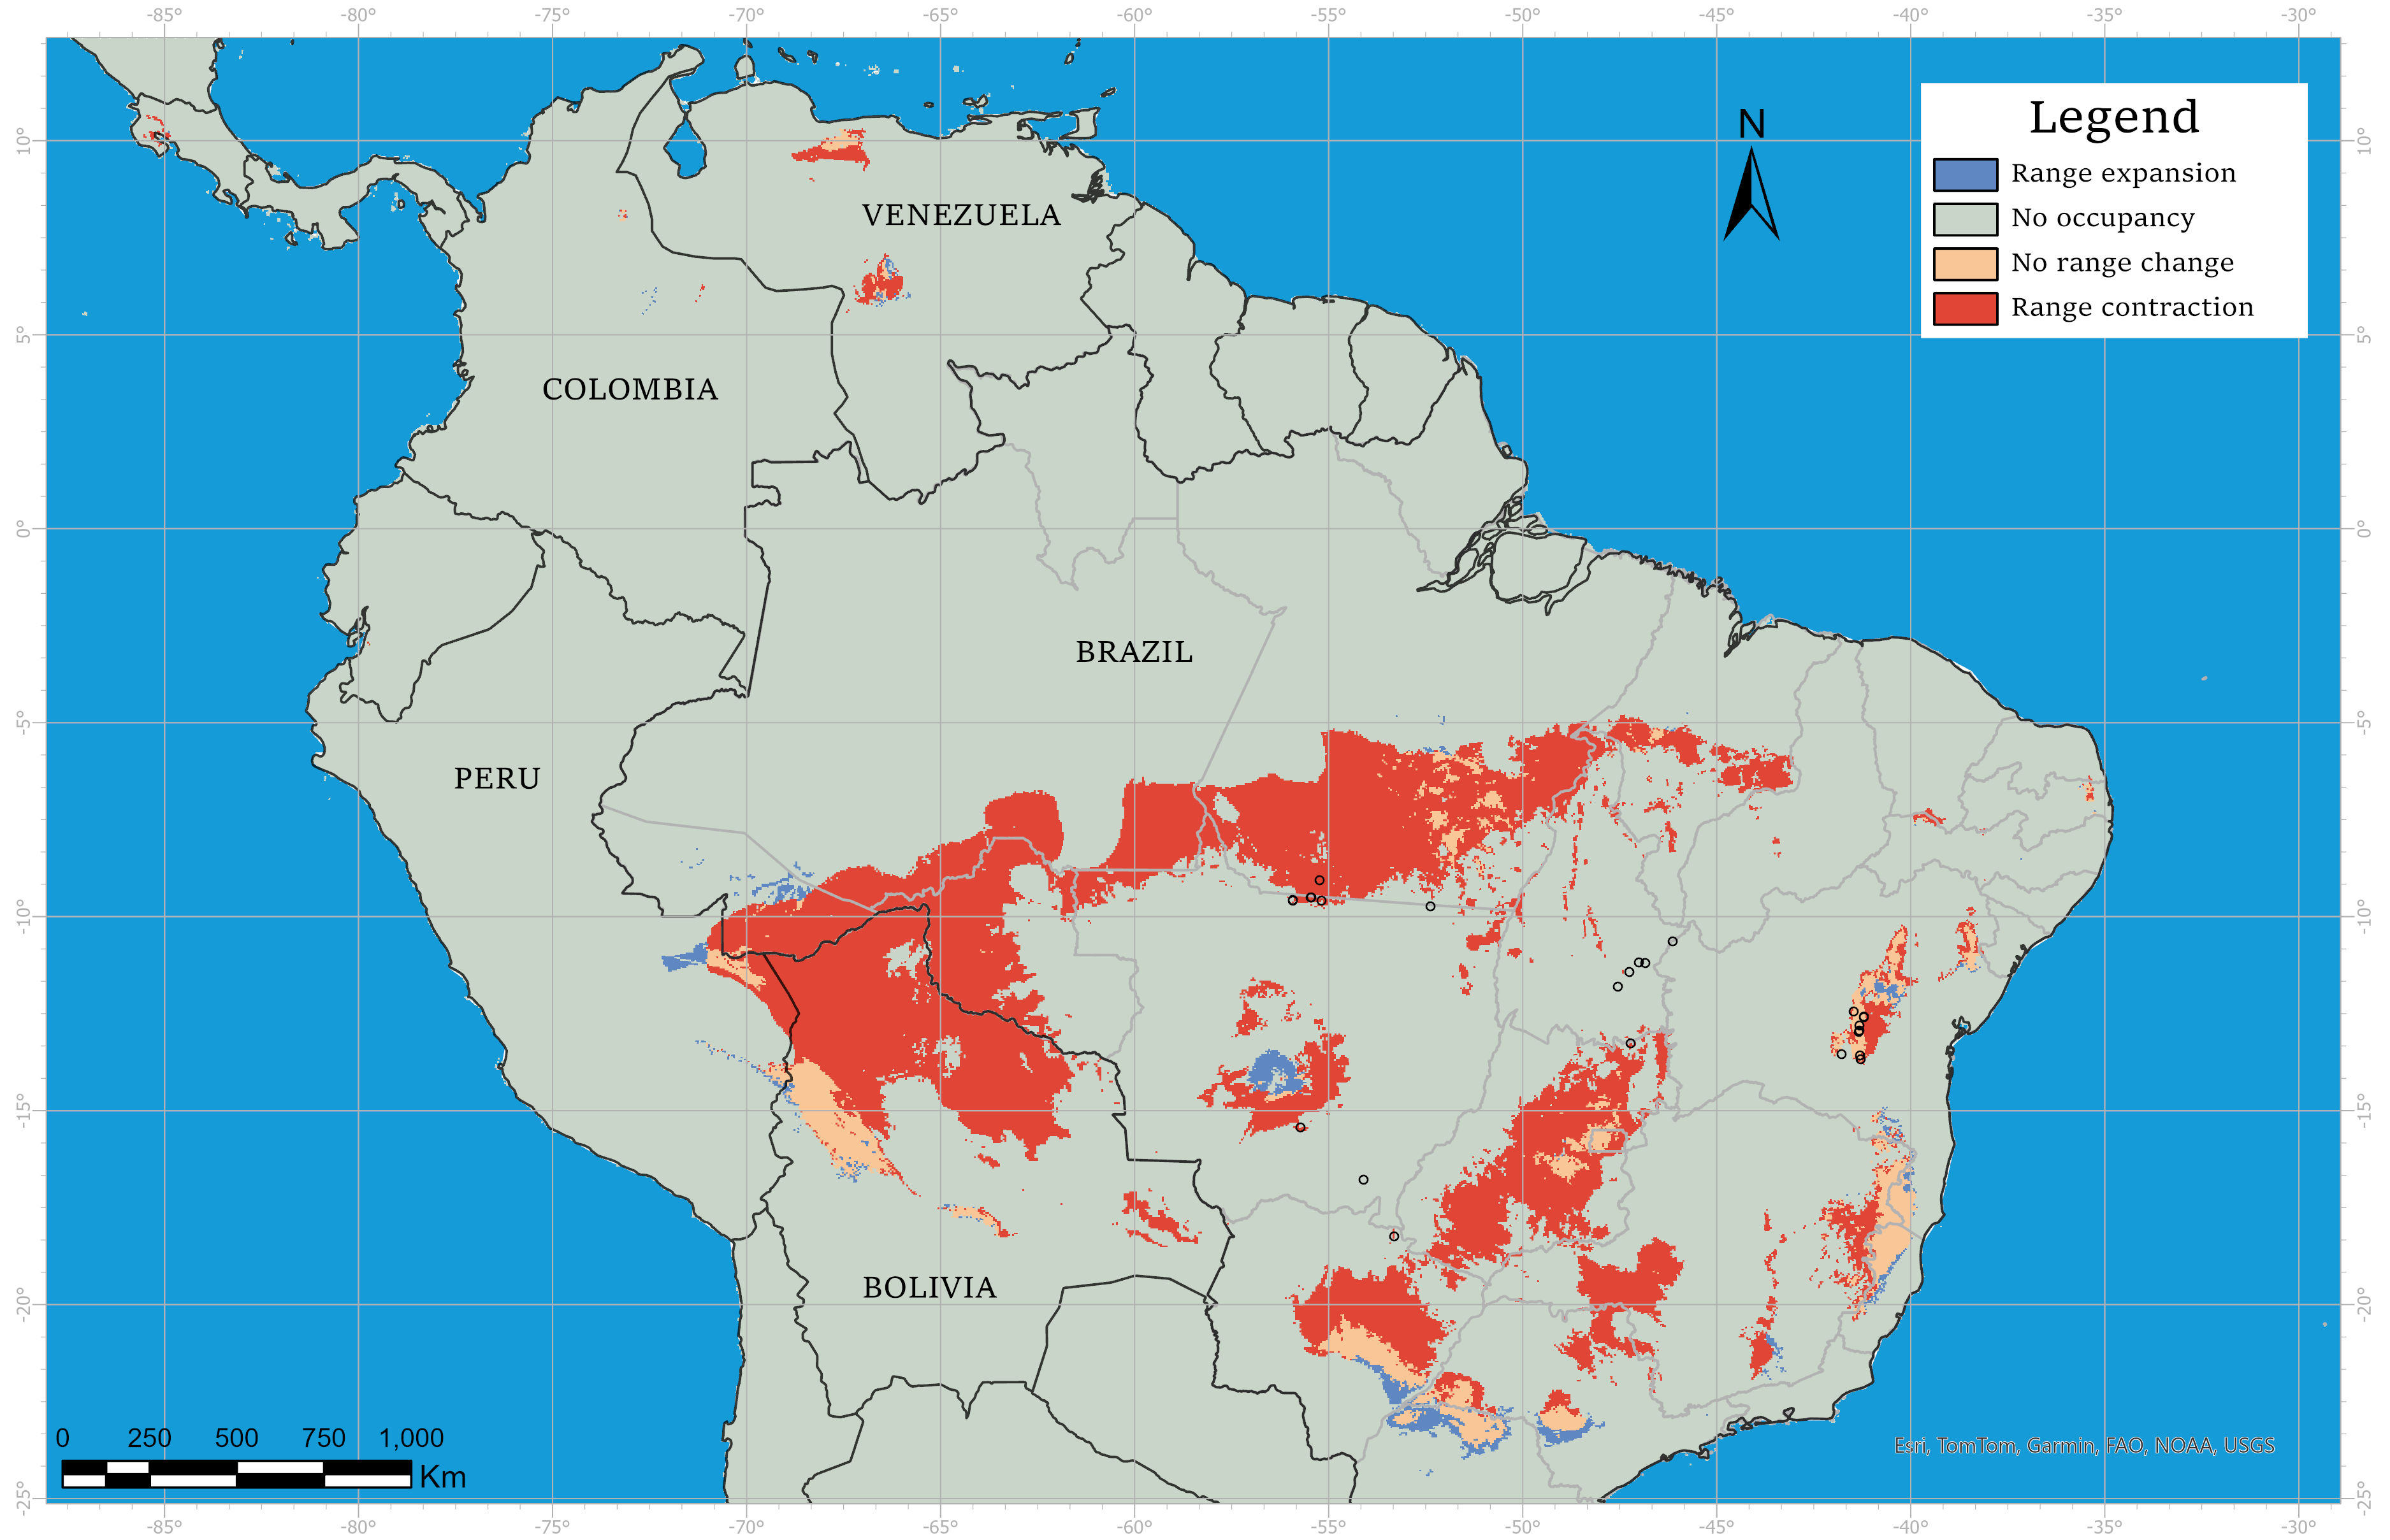 -85° -80° -75° -70° -65° -60° -55° -50° -45° -40° -35° -30°
N
Legend
Range expansion
No occupancy
No range change
Range contraction
10° 10°
VENEZUELA
5° 5°
COLOMBIA
0° 0°
BRAZIL
-5° -5°
PERU
-10° -10°
-15° -15°
BOLIVIA
-20° -20°
0 250 500 750 1,000
Km
Esri, TomTom, Garmin, FAO, NOAA, USGS
-25° -25°
-85° -80° -75° -70° -65° -60° -55° -50° -45° -40° -35° -30°